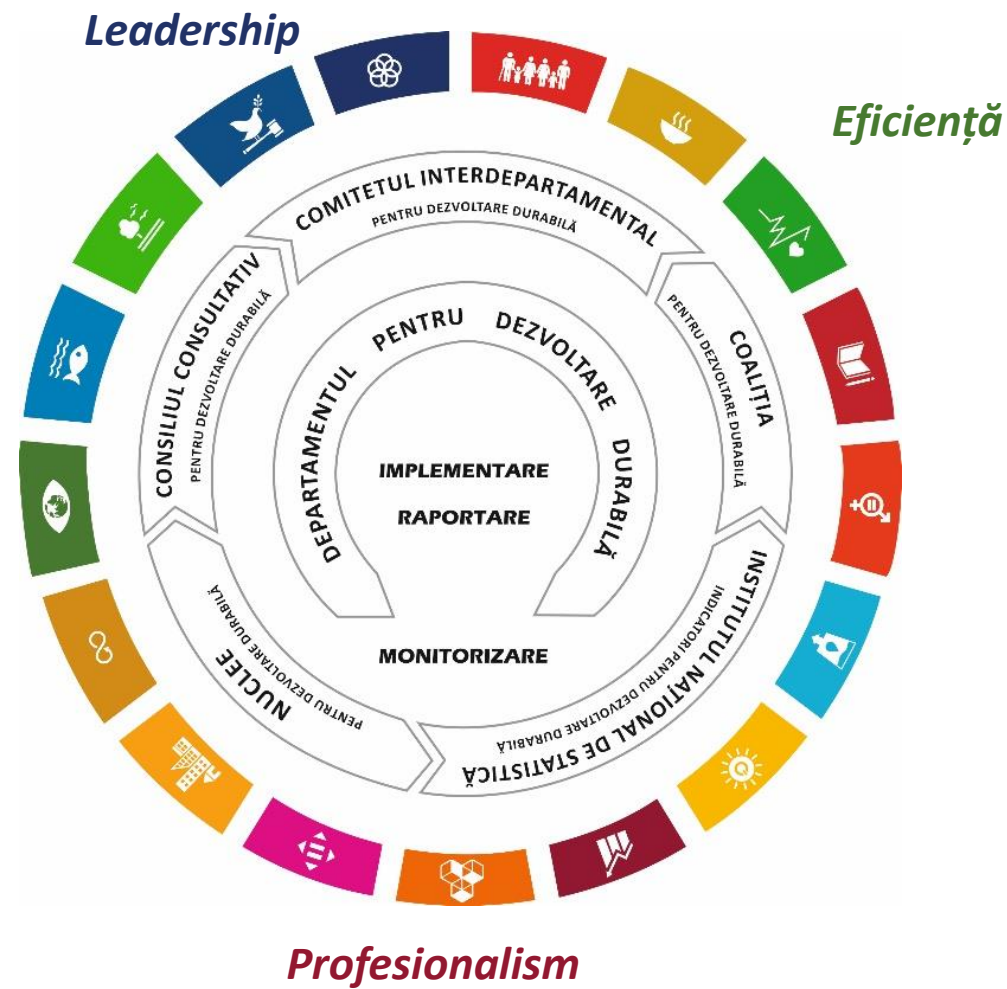 Leadership
Eficiență
COMITETUL INTERDEPARTAMENTAL
PENTRU DEZVOLTARE DURABILĂ
CONSILIUL CONSULTATIV
PENTRU DEZVOLTARE DURABILĂ
COALIȚIA
PENTRU DEZVOLTARE DURABILĂ
DEPARTAMENTUL PENTRU DEZVOLTARE DURABILĂ
IMPLEMENTARE
RAPORTARE
MONITORIZARE
NUCLEE
PENTRU DEZVOLTARE DURABILĂ
INSTITUTUL NAȚIONAL DE STATISTICĂ
INDICATORI PENTRU DEZVOLTARE DURABILĂ
Profesionalism